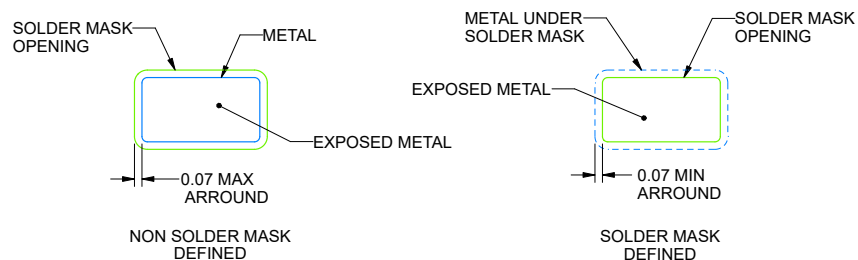 SOLDER MASK
OPENING
METAL
EXPOSED METAL
0.07 MAX
ARROUND
NON SOLDER MASK
DEFINED
METAL UNDER
SOLDER MASK
SOLDER MASK
OPENING
EXPOSED METAL
0.07 MIN
ARROUND
SOLDER MASK
DEFINED